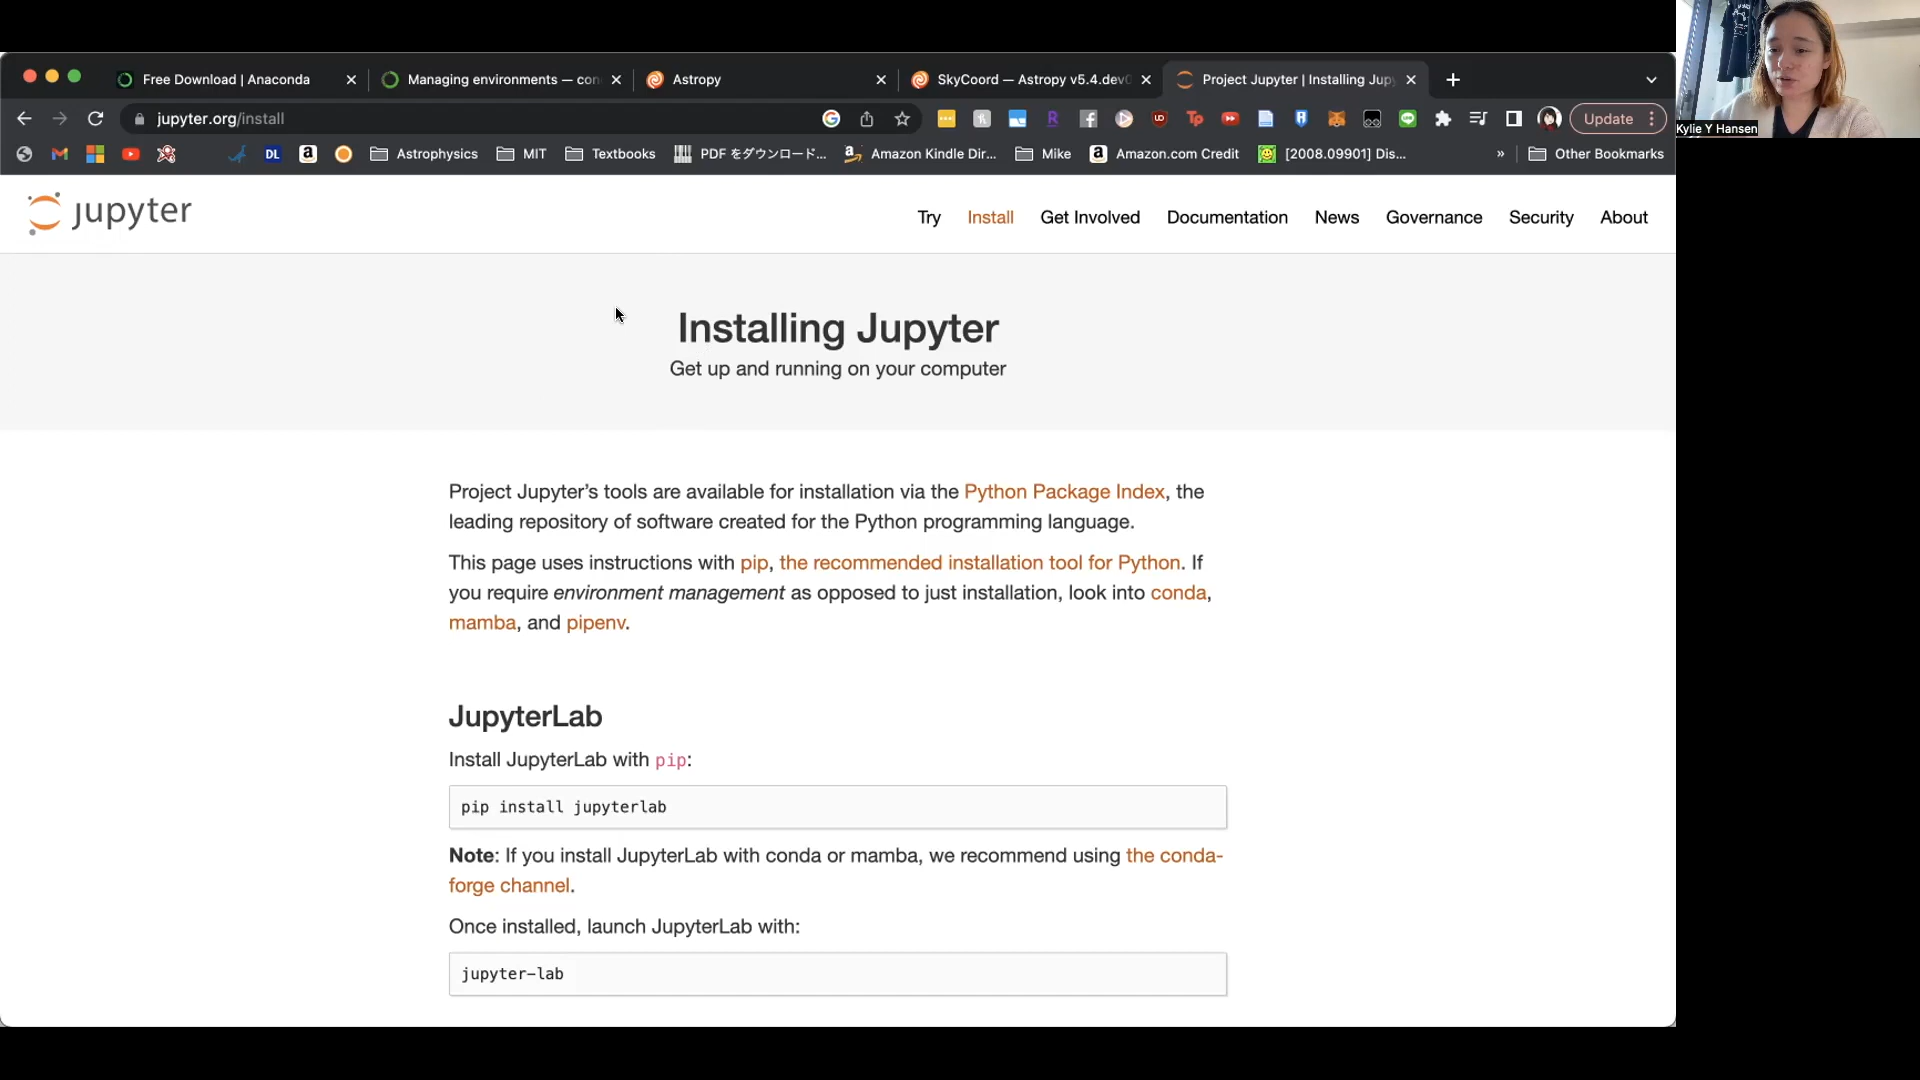 Free Download | Anaconda
Managing environments — con
Astropy
SkyCoord — Astropy v5.4.dev
Project Jupyter | Installing Jupy
jupyter.org/install
Update
DL
Astrophysics
MIT
Textbooks
PDF をダウンロード...
Amazon Kindle Dir...
Mike
Amazon.com Credit
[2008.09901] Dis...
»
Other Bookmarks
Kylie Y Hansen
jupyter
Try
Install
Get Involved
Documentation
News
Governance
Security
About
Installing Jupyter
Get up and running on your computer
Project Jupyter's tools are available for installation via the Python Package Index, the
leading repository of software created for the Python programming language.
This page uses instructions with pip, the recommended installation tool for Python. If
you require environment management as opposed to just installation, look into conda,
mamba, and pipenv.
JupyterLab
Install JupyterLab with pip:
pip install jupyterlab
Note: If you install JupyterLab with conda or mamba, we recommend using the conda-
forge channel.
Once installed, launch JupyterLab with:
jupyter-lab